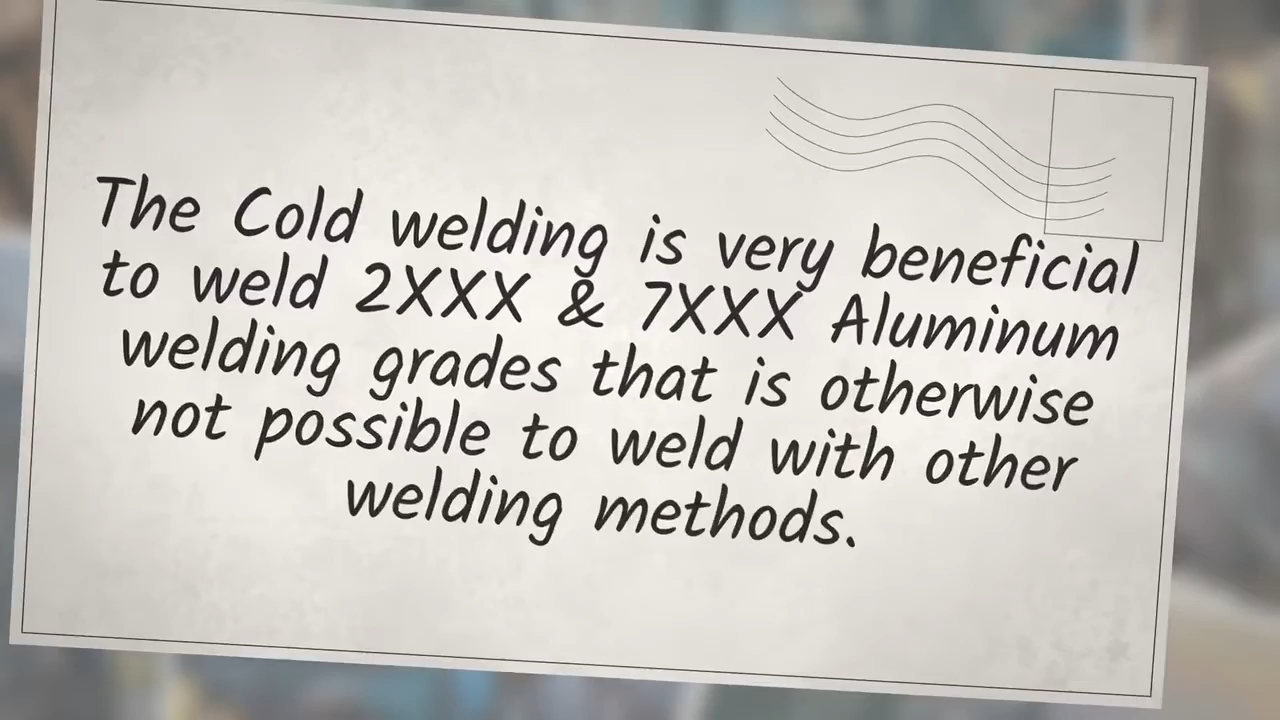 The Cold welding is very beneficial
to weld 2XXX & 7XXX Aluminum
welding grades that is otherwise
not possible to weld with other
welding methods.